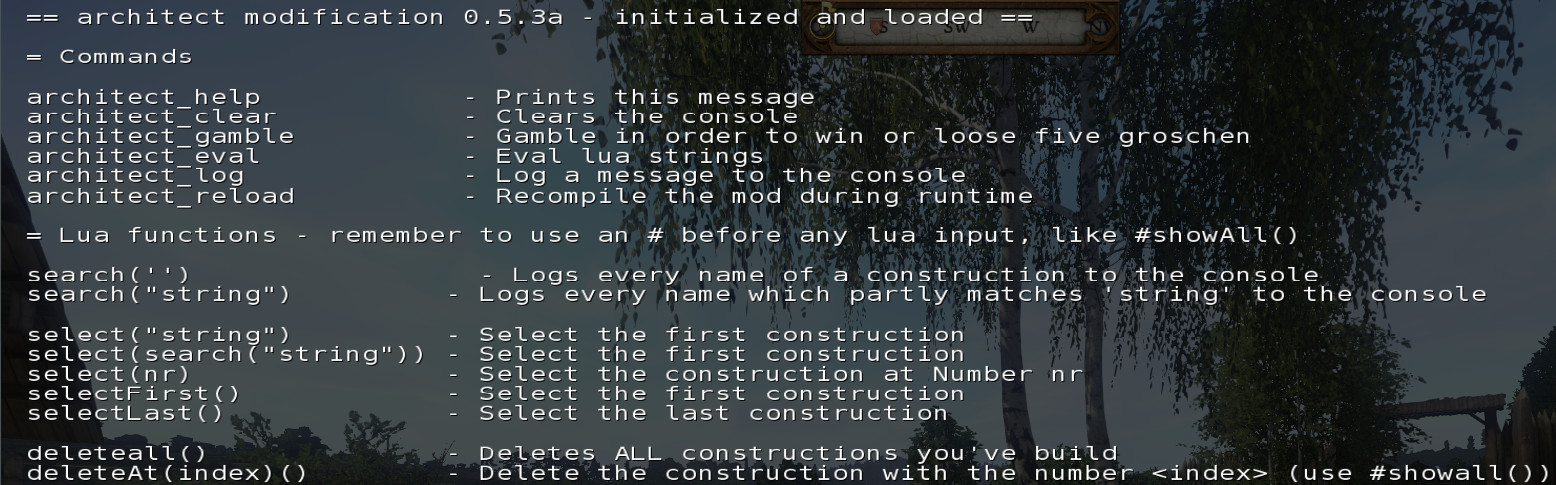 == architect modification 0.5.3a - initialized and loaded ==
S SW W
= Commands
architect_help - Prints this message
architect_clear - Clears the console
architect_gamble - Gamble in order to win or loose five groschen
architect_eval - Eval lua strings
architect_log - Log a message to the console
architect_reload - Recompile the mod during runtime
= Lua functions - remember to use an # before any lua input, like #showAll()
search('') - Logs every name of a construction to the console
search("string") - Logs every name which partly matches 'string' to the console
select("string") - Select the first construction
select(search("string")) - Select the first construction
select(nr) - Select the construction at Number nr
selectFirst() - Select the first construction
selectLast() - Select the last construction
deleteall() - Deletes ALL constructions you've build
deleteAt(index)() - Delete the construction with the number <index> (use #showall())